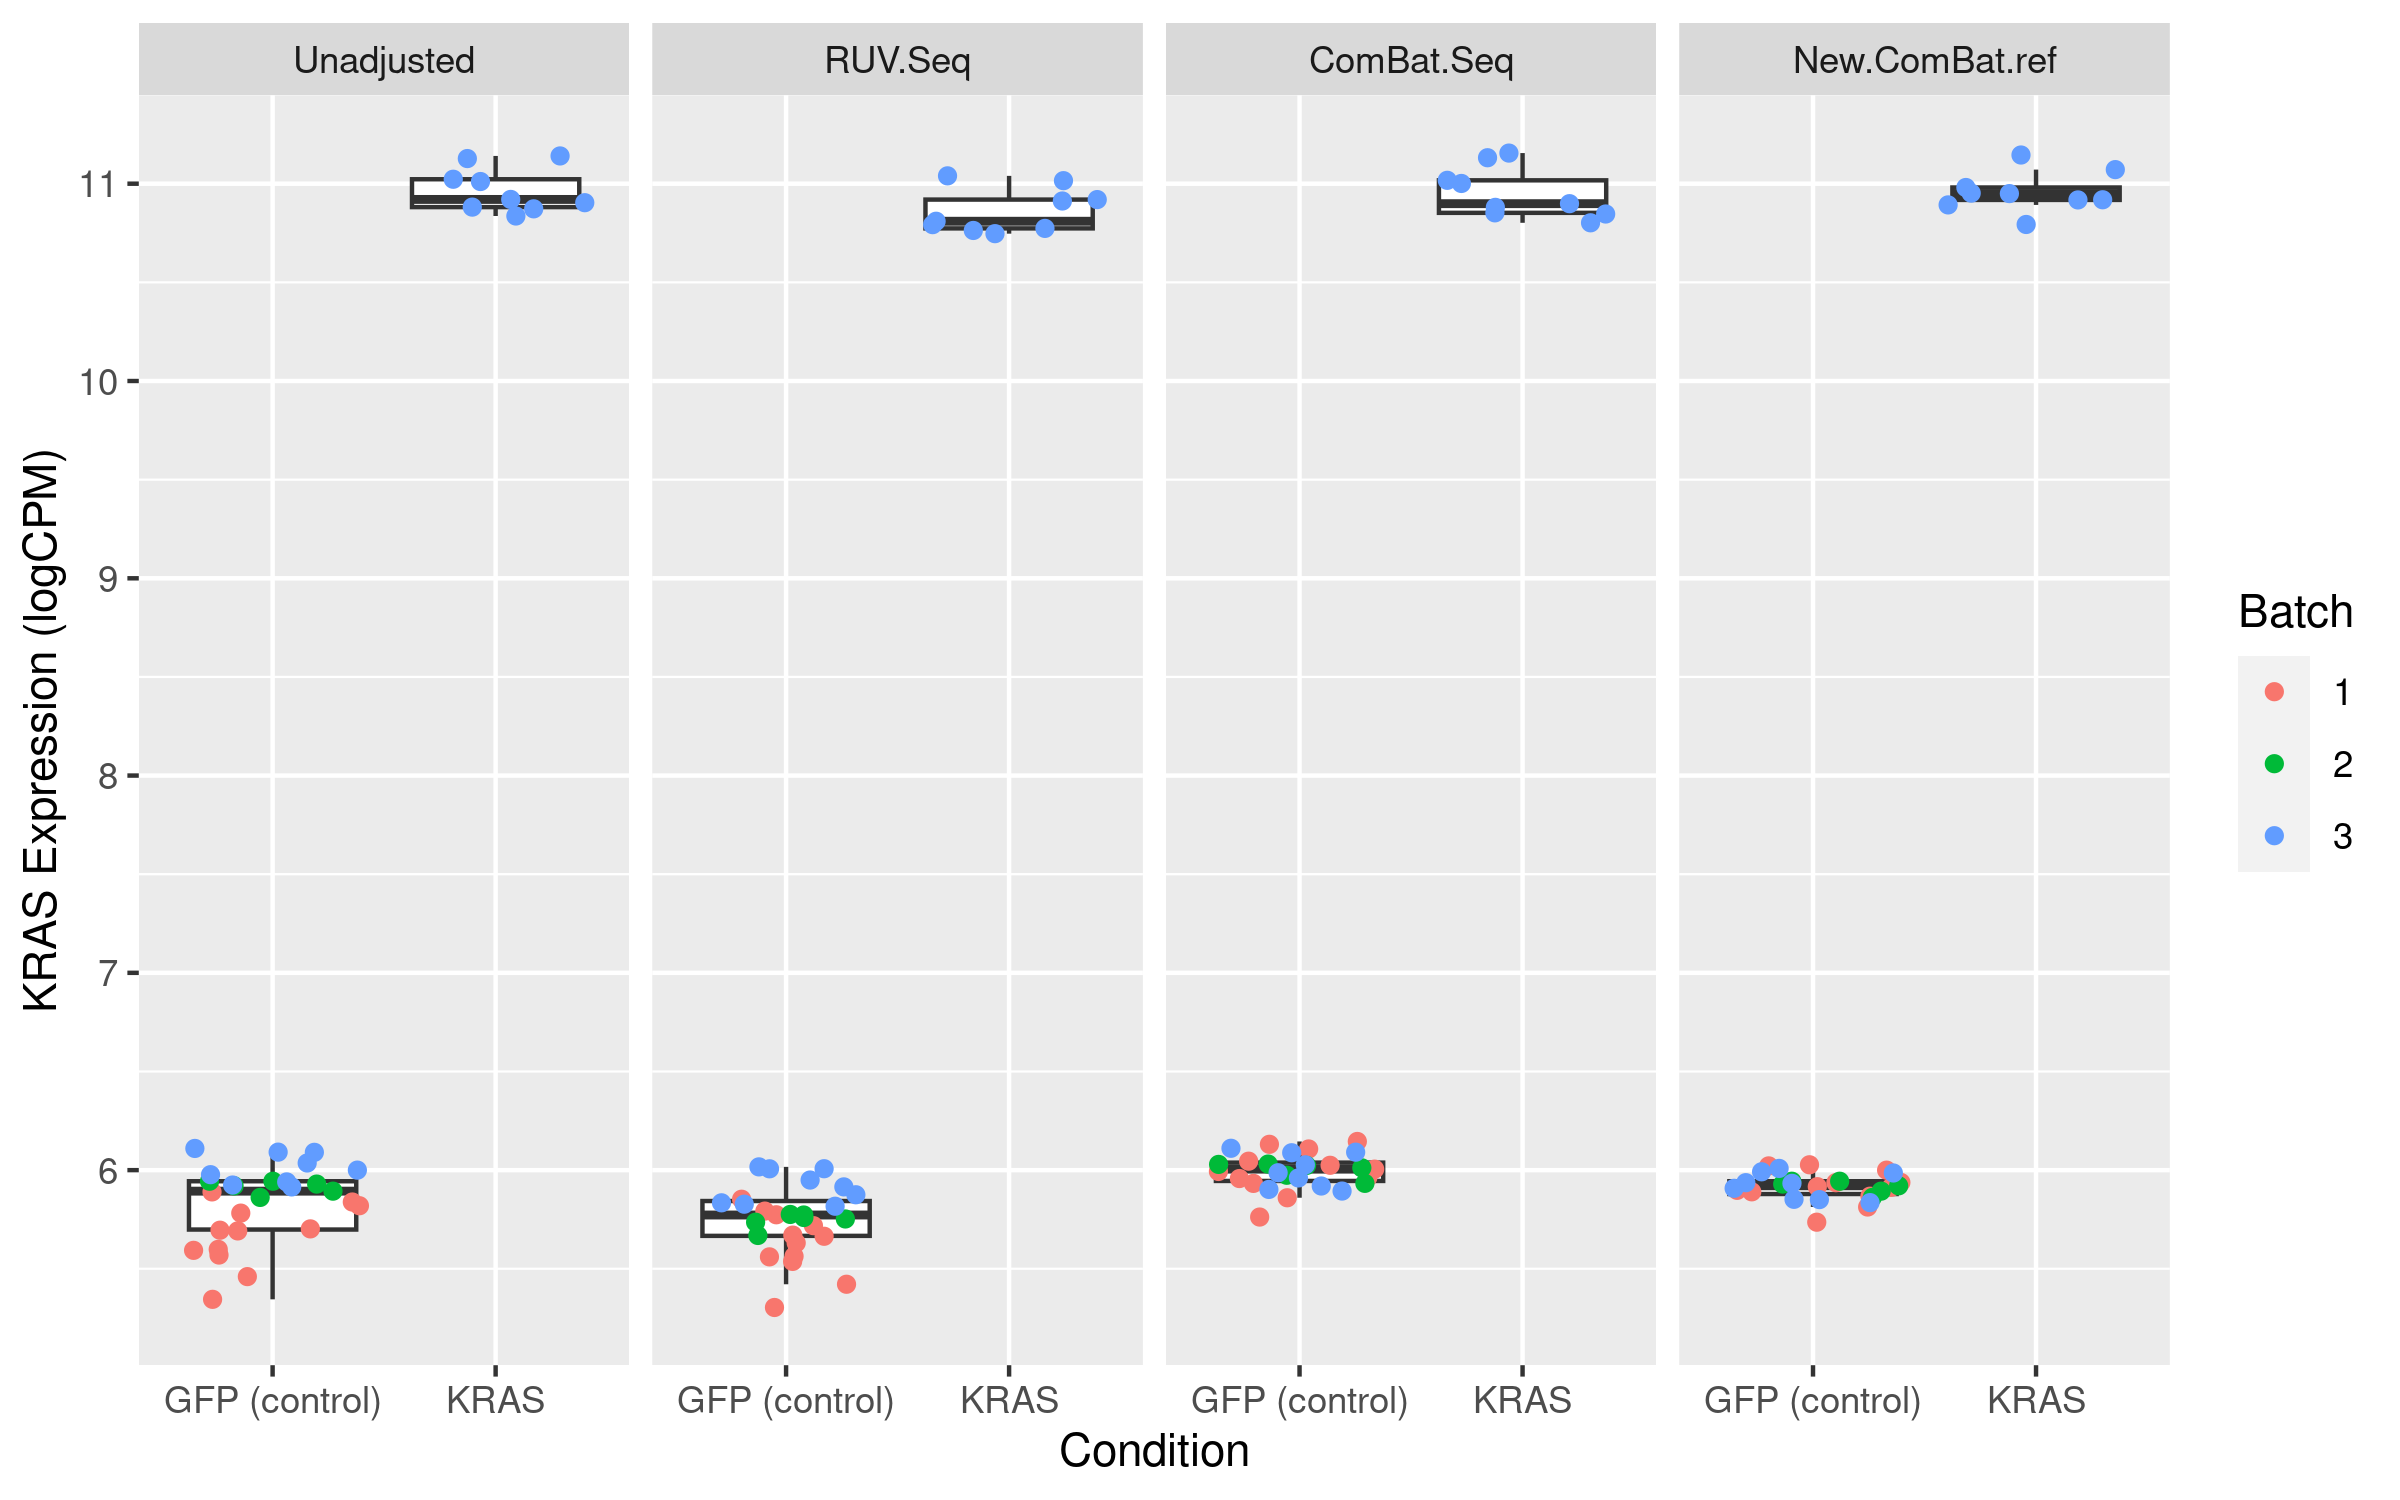 Unadjusted
RUV.Seq
ComBat.Seq
New.ComBat.ref
KRAS Expression (logCPM)
11
10
9
8
7
6
GFP (control)
KRAS
GFP (control)
KRAS
GFP (control)
KRAS
GFP (control)
KRAS
Condition
Batch
1
2
3